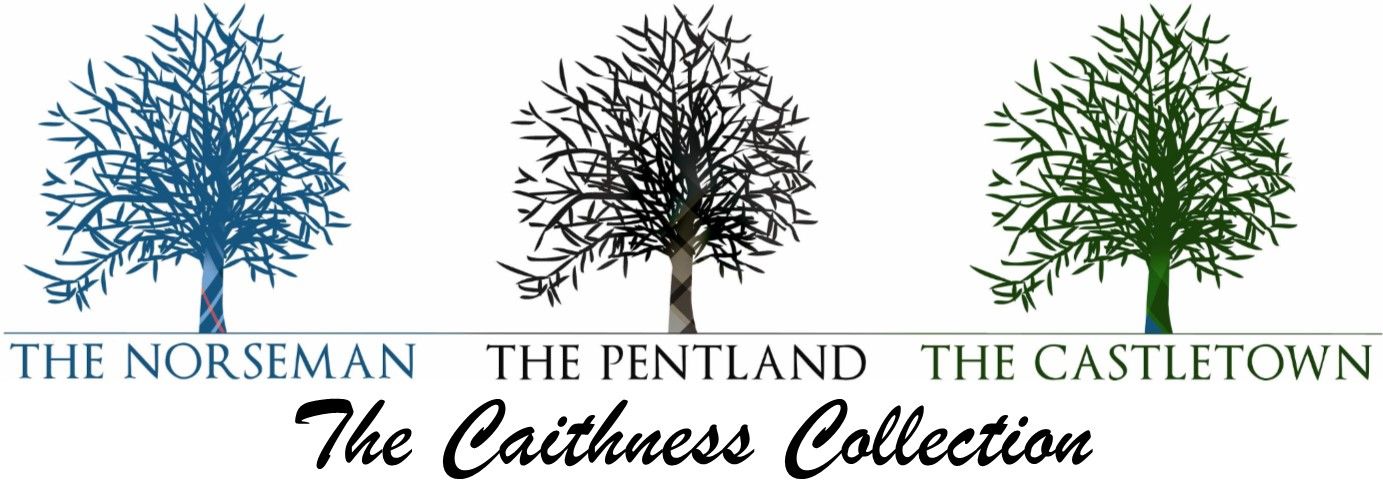 THE NORSEMAN THE PENTLAND THE CASTLETOWN
The Caithness Collection